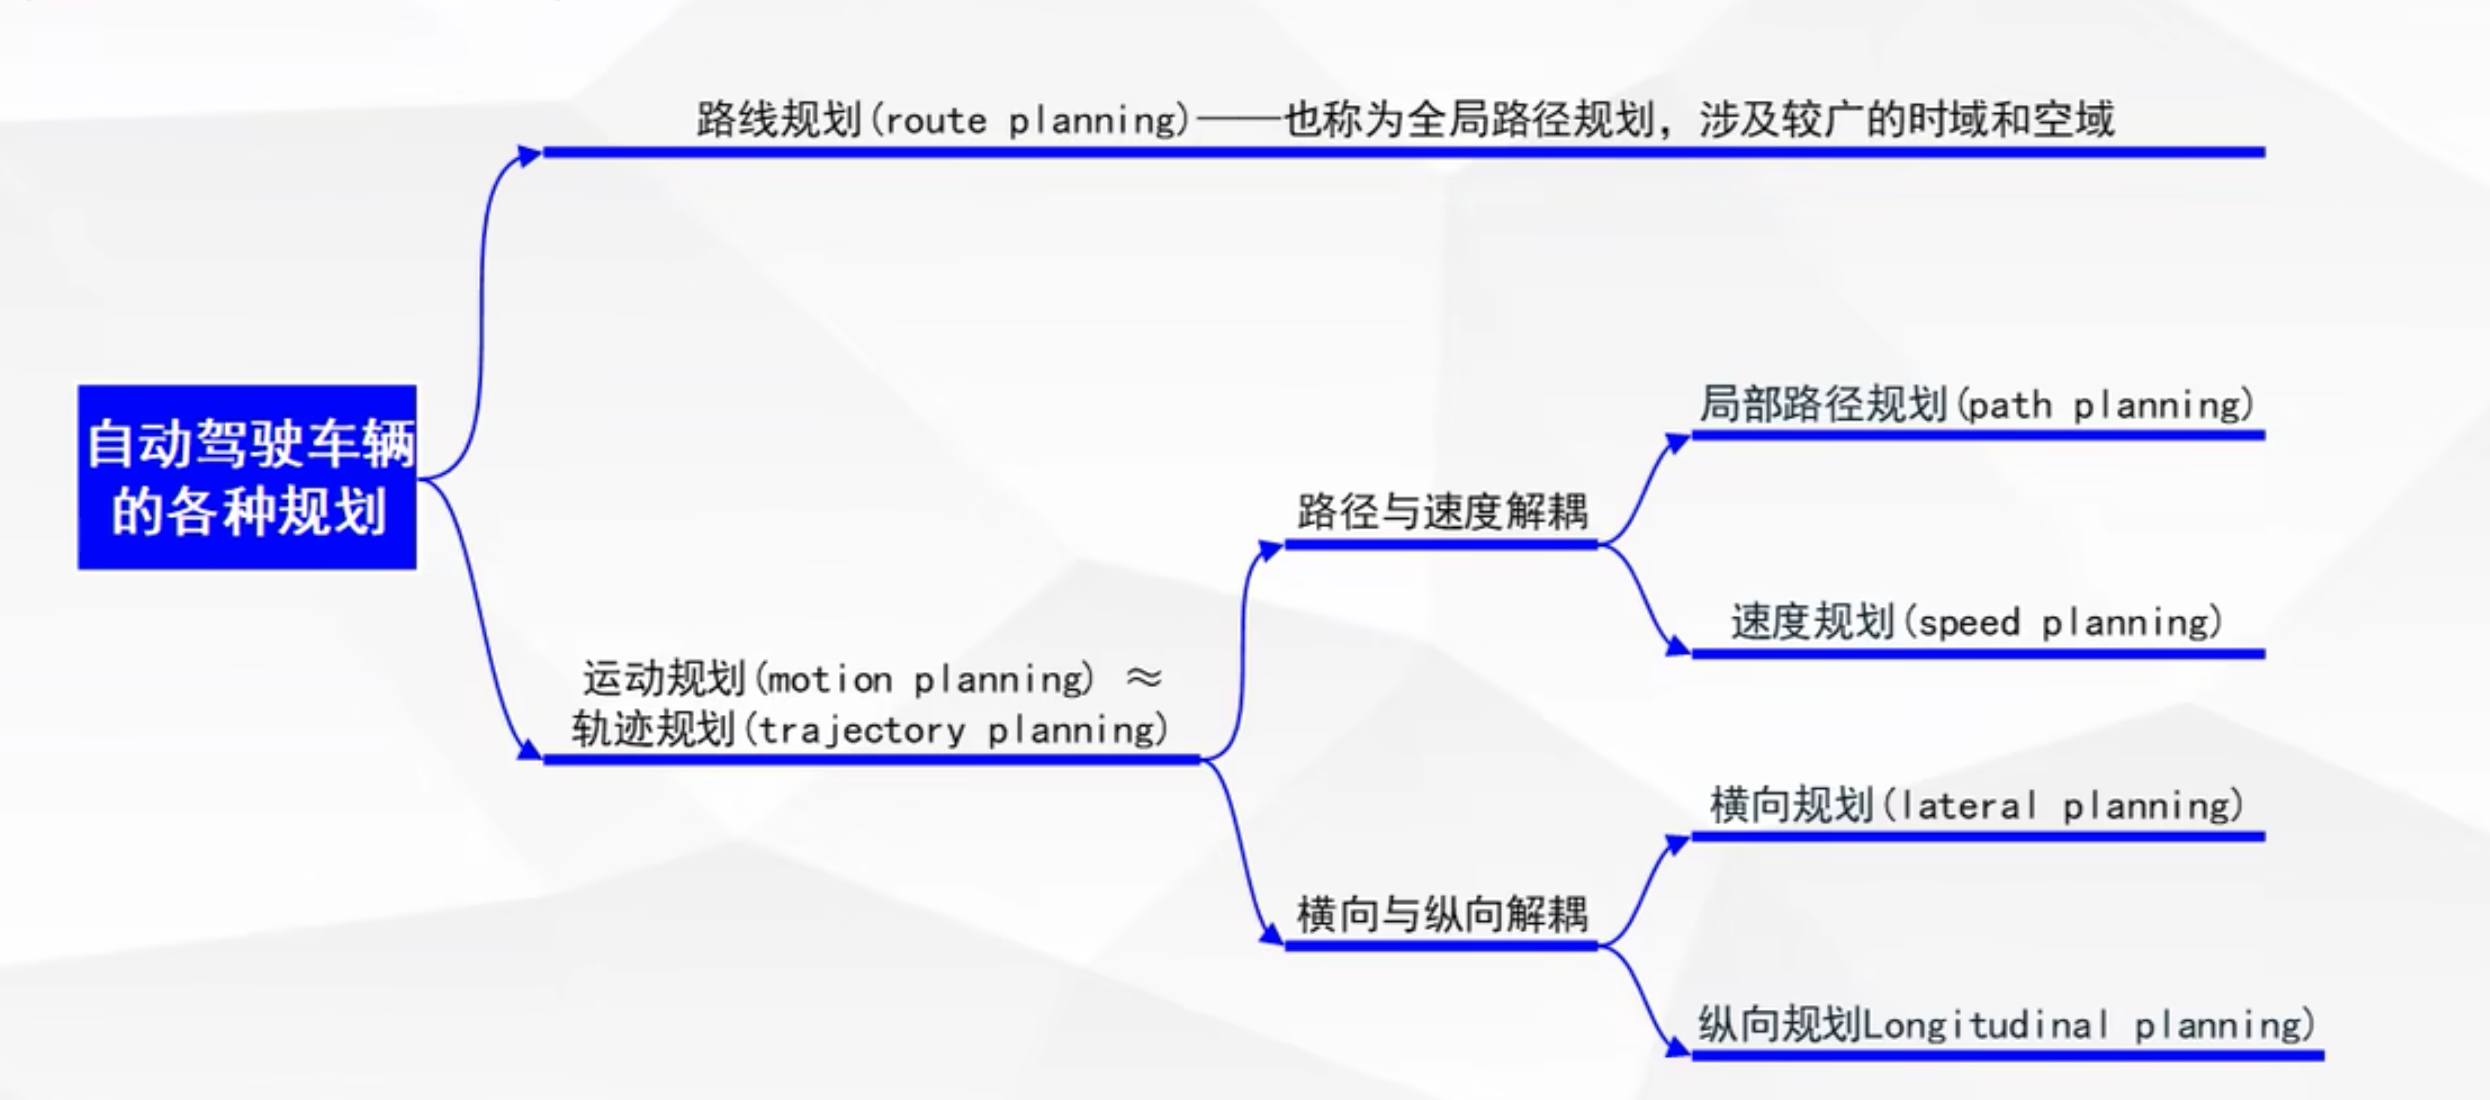 路线规划(route planning)——也称为全局路径规划，涉及较广的时域和空域
自动驾驶车辆
的各种规划
局部路径规划(path planning)
路径与速度解耦
速度规划(speed planning)
运动规划(motion planning) ≈
轨迹规划(trajectory planning)
横向规划(lateral planning)
横向与纵向解耦
纵向规划Longitudinal planning)